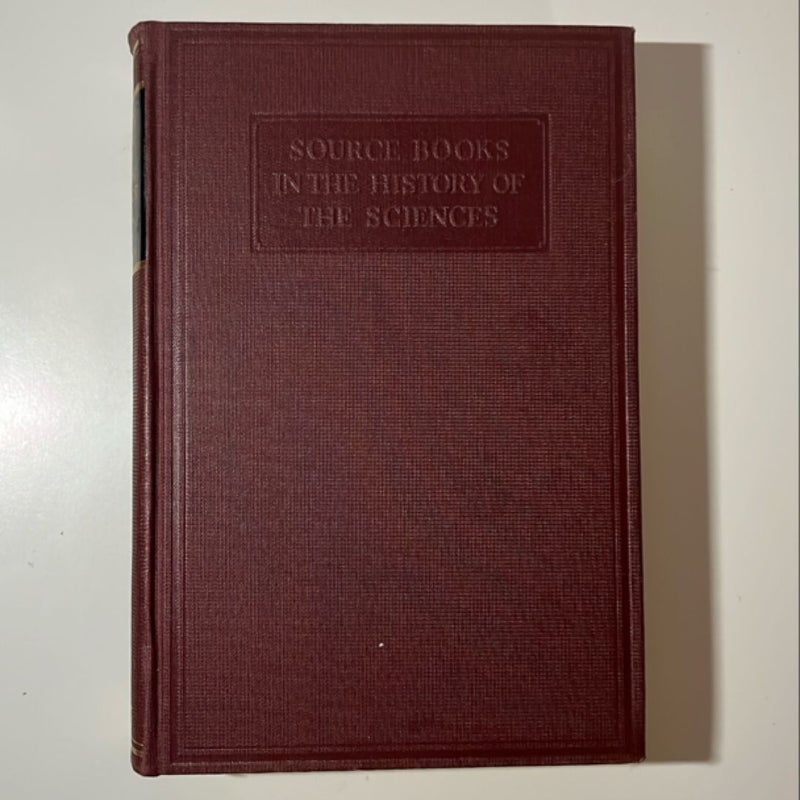 SOURCE BOOKS
IN THE HISTORY OF
THE SCIENCES